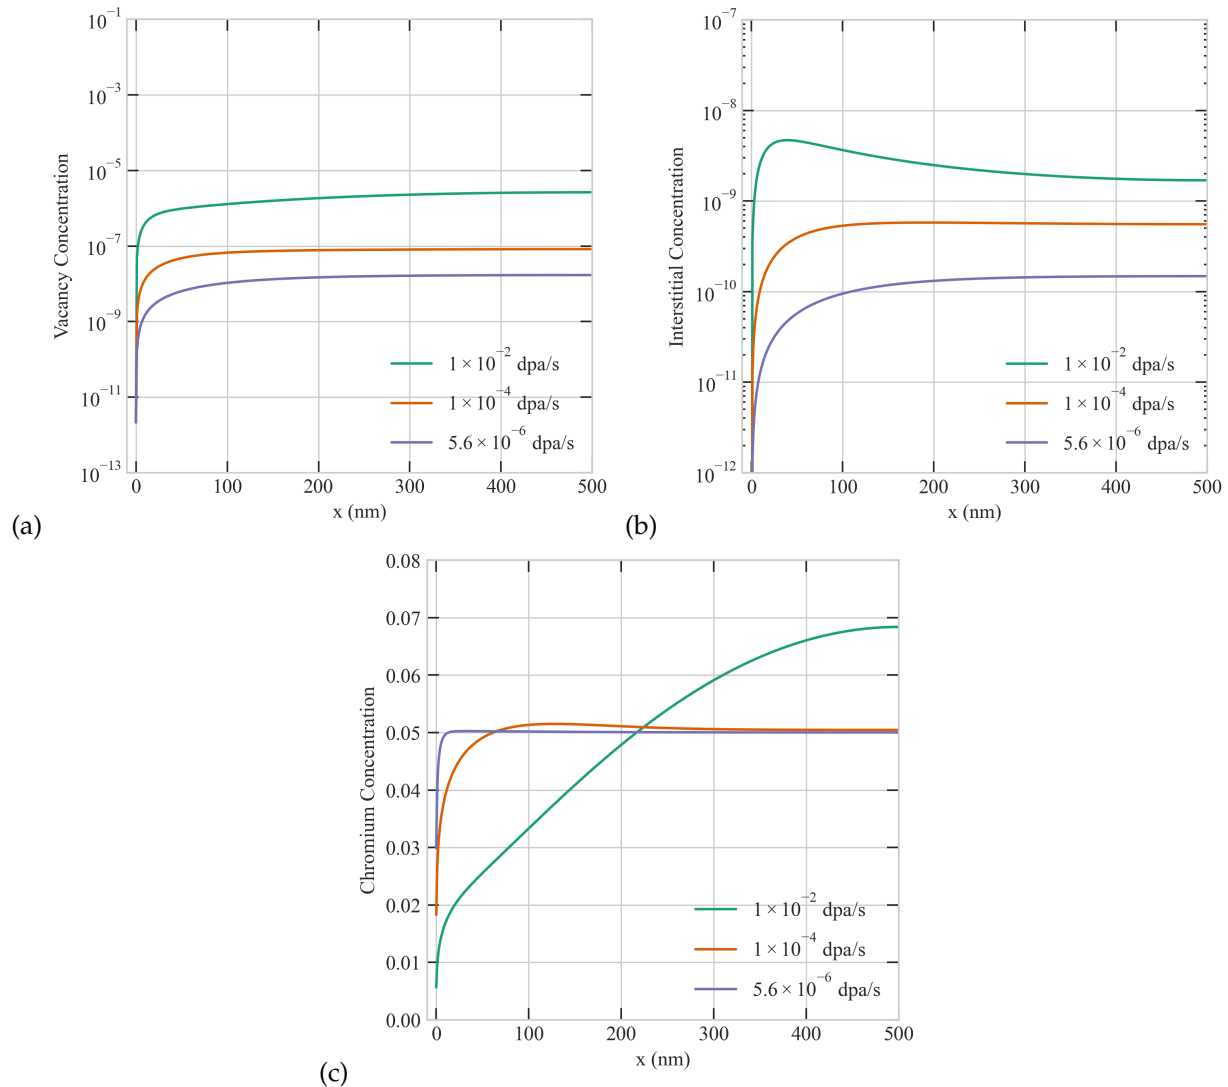 Vacancy Concentration
10⁻¹
10⁻³
10⁻⁵
10⁻⁷
10⁻⁹
10⁻¹¹
10⁻¹³
1 × 10⁻² dpa/s
1 × 10⁻⁴ dpa/s
5.6 × 10⁻⁶ dpa/s
0 100 200 300 400 500
x (nm)
(a)
Interstitial Concentration
10⁻⁷
10⁻⁸
10⁻⁹
10⁻¹⁰
10⁻¹¹
10⁻¹²
1 × 10⁻² dpa/s
1 × 10⁻⁴ dpa/s
5.6 × 10⁻⁶ dpa/s
0 100 200 300 400 500
x (nm)
(b)
Chromium Concentration
0.08
0.07
0.06
0.05
0.04
0.03
0.02
0.01
0.00
1 × 10⁻² dpa/s
1 × 10⁻⁴ dpa/s
5.6 × 10⁻⁶ dpa/s
0 100 200 300 400 500
x (nm)
(c)